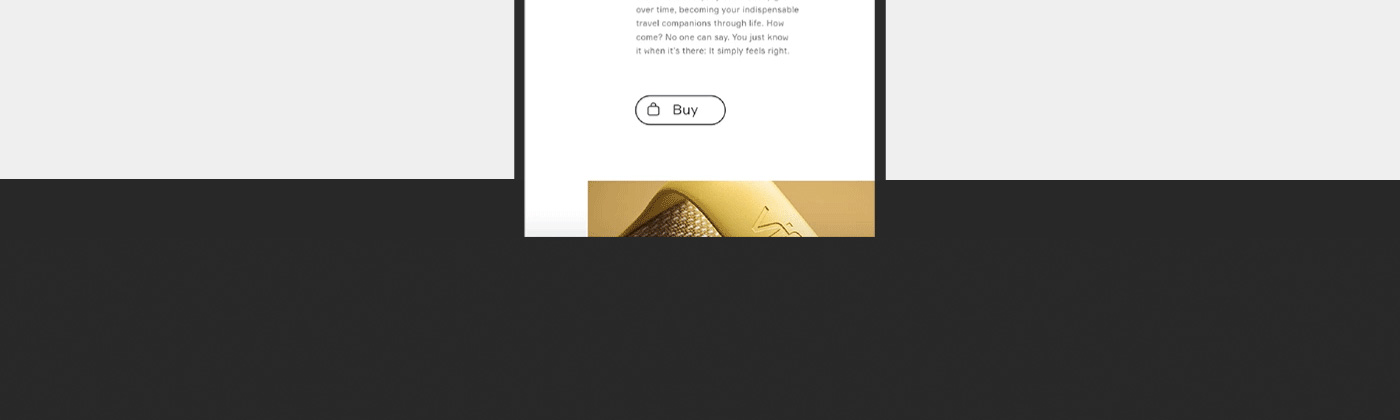 over time, becoming your indispensable
travel companions through life. How
come? No one can say. You just know
it when it's there: it simply feels right.
Buy